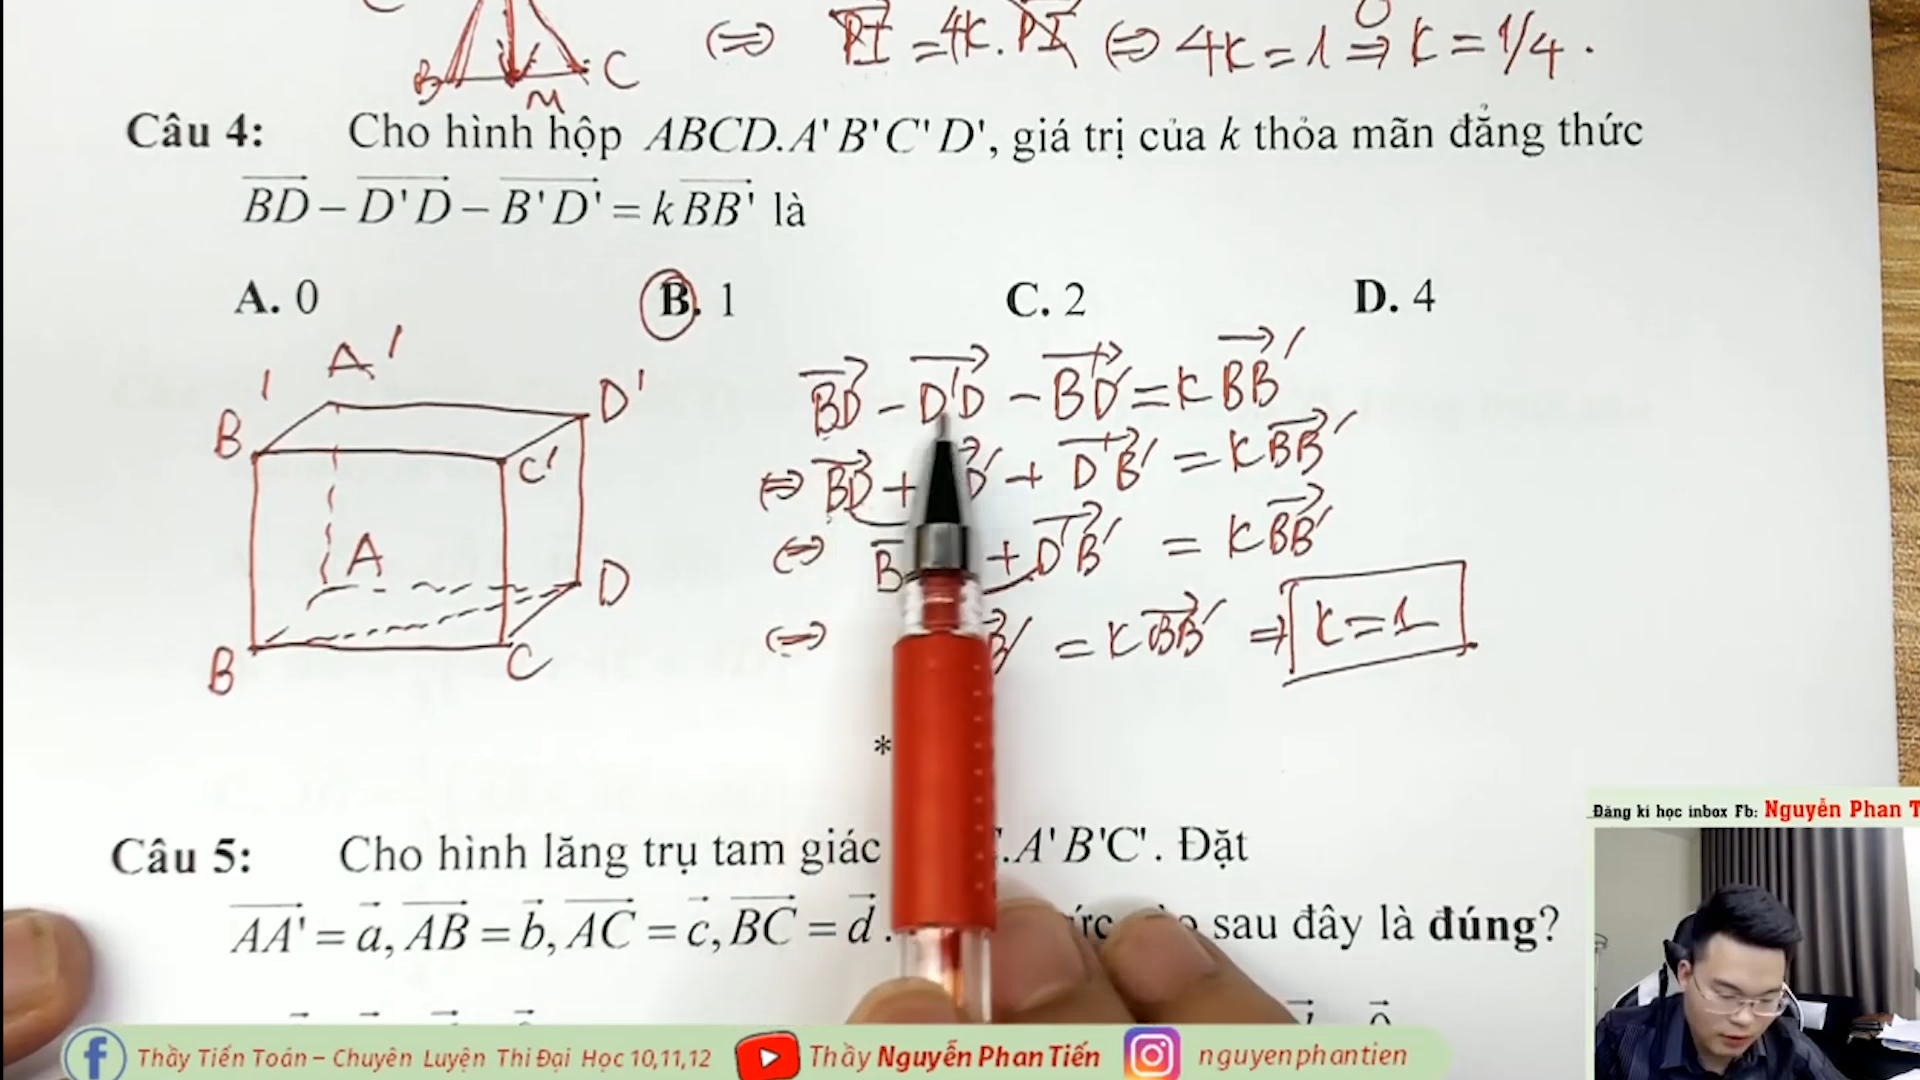 B M C
⇔ PI = 4k. PI ⇔ 4k = 1 ⇒ k = 1/4 .
Câu 4: Cho hình hộp ABCD.A'B'C'D', giá trị của k thỏa mãn đẳng thức
BD – D'D – B'D' = kBB' là
A. 0 B. 1 C. 2 D. 4
A'
B' D'
C'
A
D
B C
BD – D'D – B'D' = kBB'
⇔ BD + D' + D'B' = kBB'
⇔ B + D'B' = kBB'
⇔ B' = kBB' ⇒ k = 1
*
Câu 5: Cho hình lăng trụ tam giác .A'B'C'. Đặt
AA' = a, AB = b, AC = c, BC = d. sau đây là đúng?
Đăng kí học inbox Fb: Nguyễn Phan T
Thầy Tiến Toán – Chuyên Luyện Thi Đại Học 10,11,12 Thầy Nguyễn Phan Tiến nguyenphantien